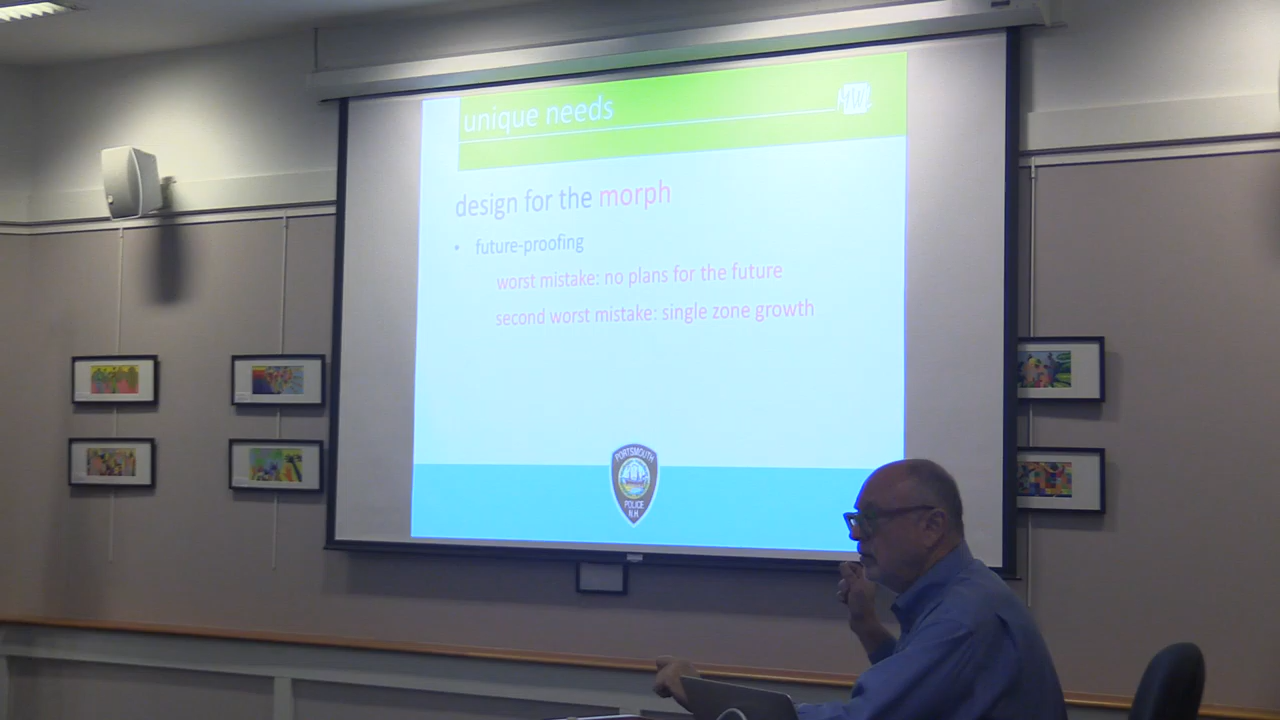 unique needs
MW
design for the morph
• future-proofing
worst mistake: no plans for the future
second worst mistake: single zone growth
PORTSMOUTH
POLICE
N.H.